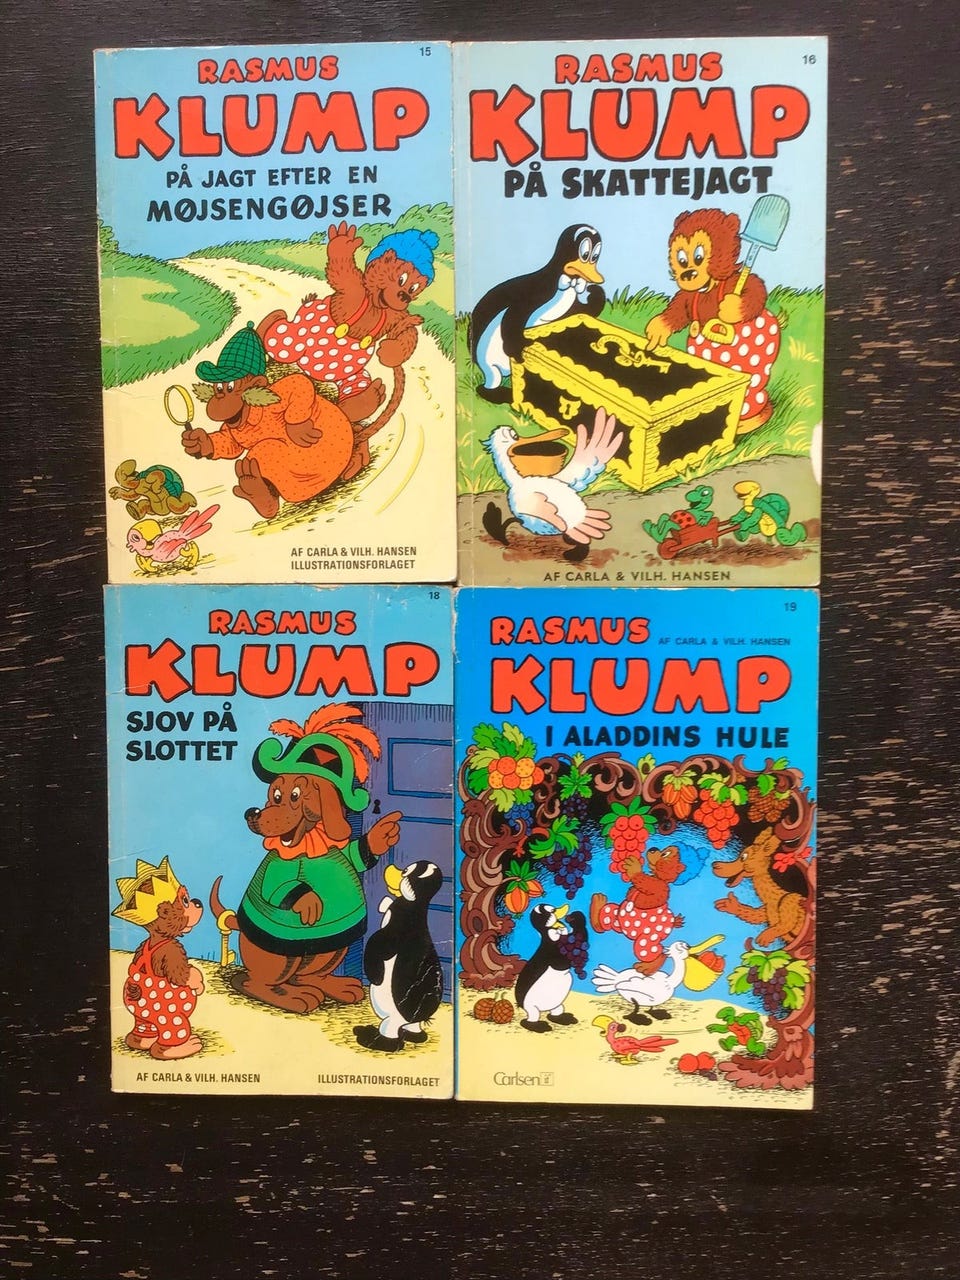 15
RASMUS
KLUMP
PÅ JAGT EFTER EN
MØJSENGØJSER
AF CARLA & VILH. HANSEN
ILLUSTRATIONSFORLAGET
16
RASMUS
KLUMP
PÅ SKATTEJAGT
AF CARLA & VILH. HANSEN
18
RASMUS
KLUMP
SJOV PÅ
SLOTTET
AF CARLA & VILH. HANSEN
ILLUSTRATIONSFORLAGET
19
RASMUS
AF CARLA & VILH. HANSEN
KLUMP
I ALADDINS HULE
Carlsen